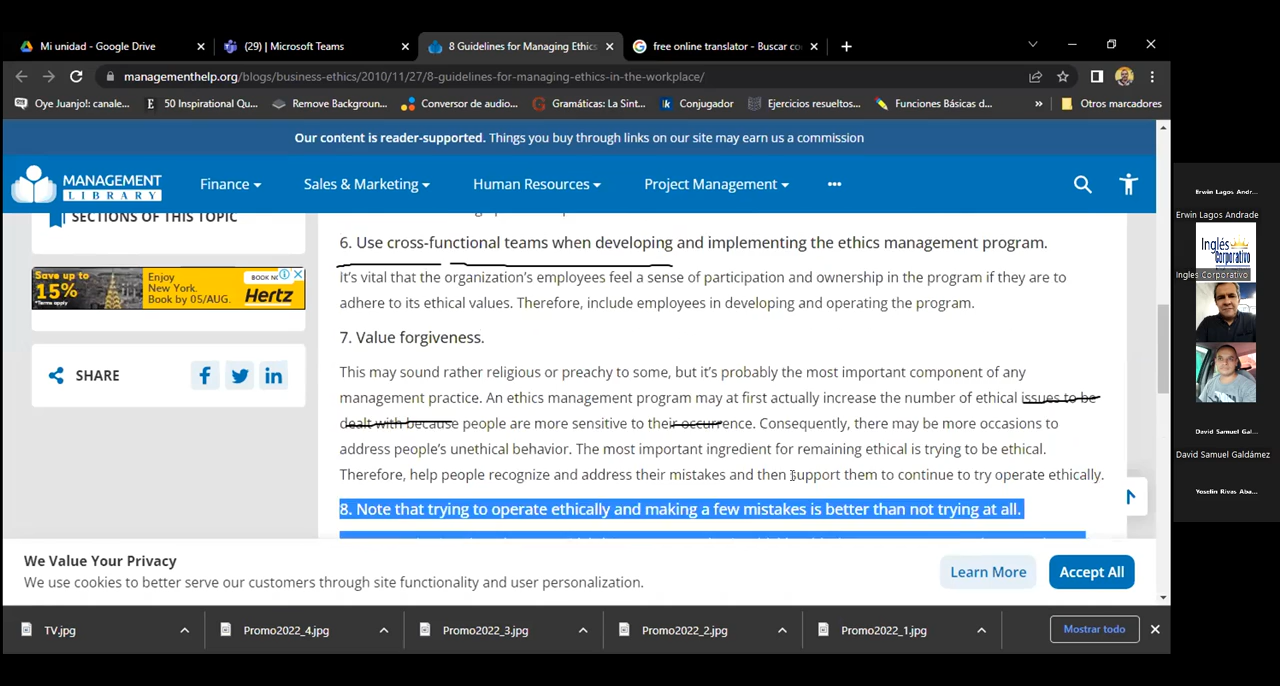 Mi unidad - Google Drive
(29) | Microsoft Teams
8 Guidelines for Managing Ethics
free online translator - Buscar co
managementhelp.org/blogs/business-ethics/2010/11/27/8-guidelines-for-managing-ethics-in-the-workplace/
Oye Juanjo!: canale...
50 Inspirational Qu...
Remove Backgroun...
Conversor de audio...
Gramáticas: La Sint...
Conjugador
Ejercicios resueltos...
Funciones Básicas d...
»
Otros marcadores
Our content is reader-supported. Things you buy through links on our site may earn us a commission
MANAGEMENT
LIBRARY
Finance
Sales & Marketing
Human Resources
Project Management
SECTIONS OF THIS TOPIC
6. Use cross-functional teams when developing and implementing the ethics management program.
It's vital that the organization's employees feel a sense of participation and ownership in the program if they are to
adhere to its ethical values. Therefore, include employees in developing and operating the program.
7. Value forgiveness.
This may sound rather religious or preachy to some, but it's probably the most important component of any
management practice. An ethics management program may at first actually increase the number of ethical issues to be
dealt with because people are more sensitive to their occurrence. Consequently, there may be more occasions to
address people's unethical behavior. The most important ingredient for remaining ethical is trying to be ethical.
Therefore, help people recognize and address their mistakes and then support them to continue to try operate ethically.
8. Note that trying to operate ethically and making a few mistakes is better than not trying at all.
Save up to
15%
Enjoy
New York.
Book by 05/AUG.
BOOK N
Hertz
SHARE
We Value Your Privacy
We use cookies to better serve our customers through site functionality and user personalization.
Learn More
Accept All
TV.jpg
Promo2022_4.jpg
Promo2022_3.jpg
Promo2022_2.jpg
Promo2022_1.jpg
Mostrar todo
Erwin Lagos Andr...
Erwin Lagos Andrade
Inglés
Corporativo
Ingles Corporativo
David Samuel Gal...
David Samuel Galdámez
Yoselin Rivas Aba...